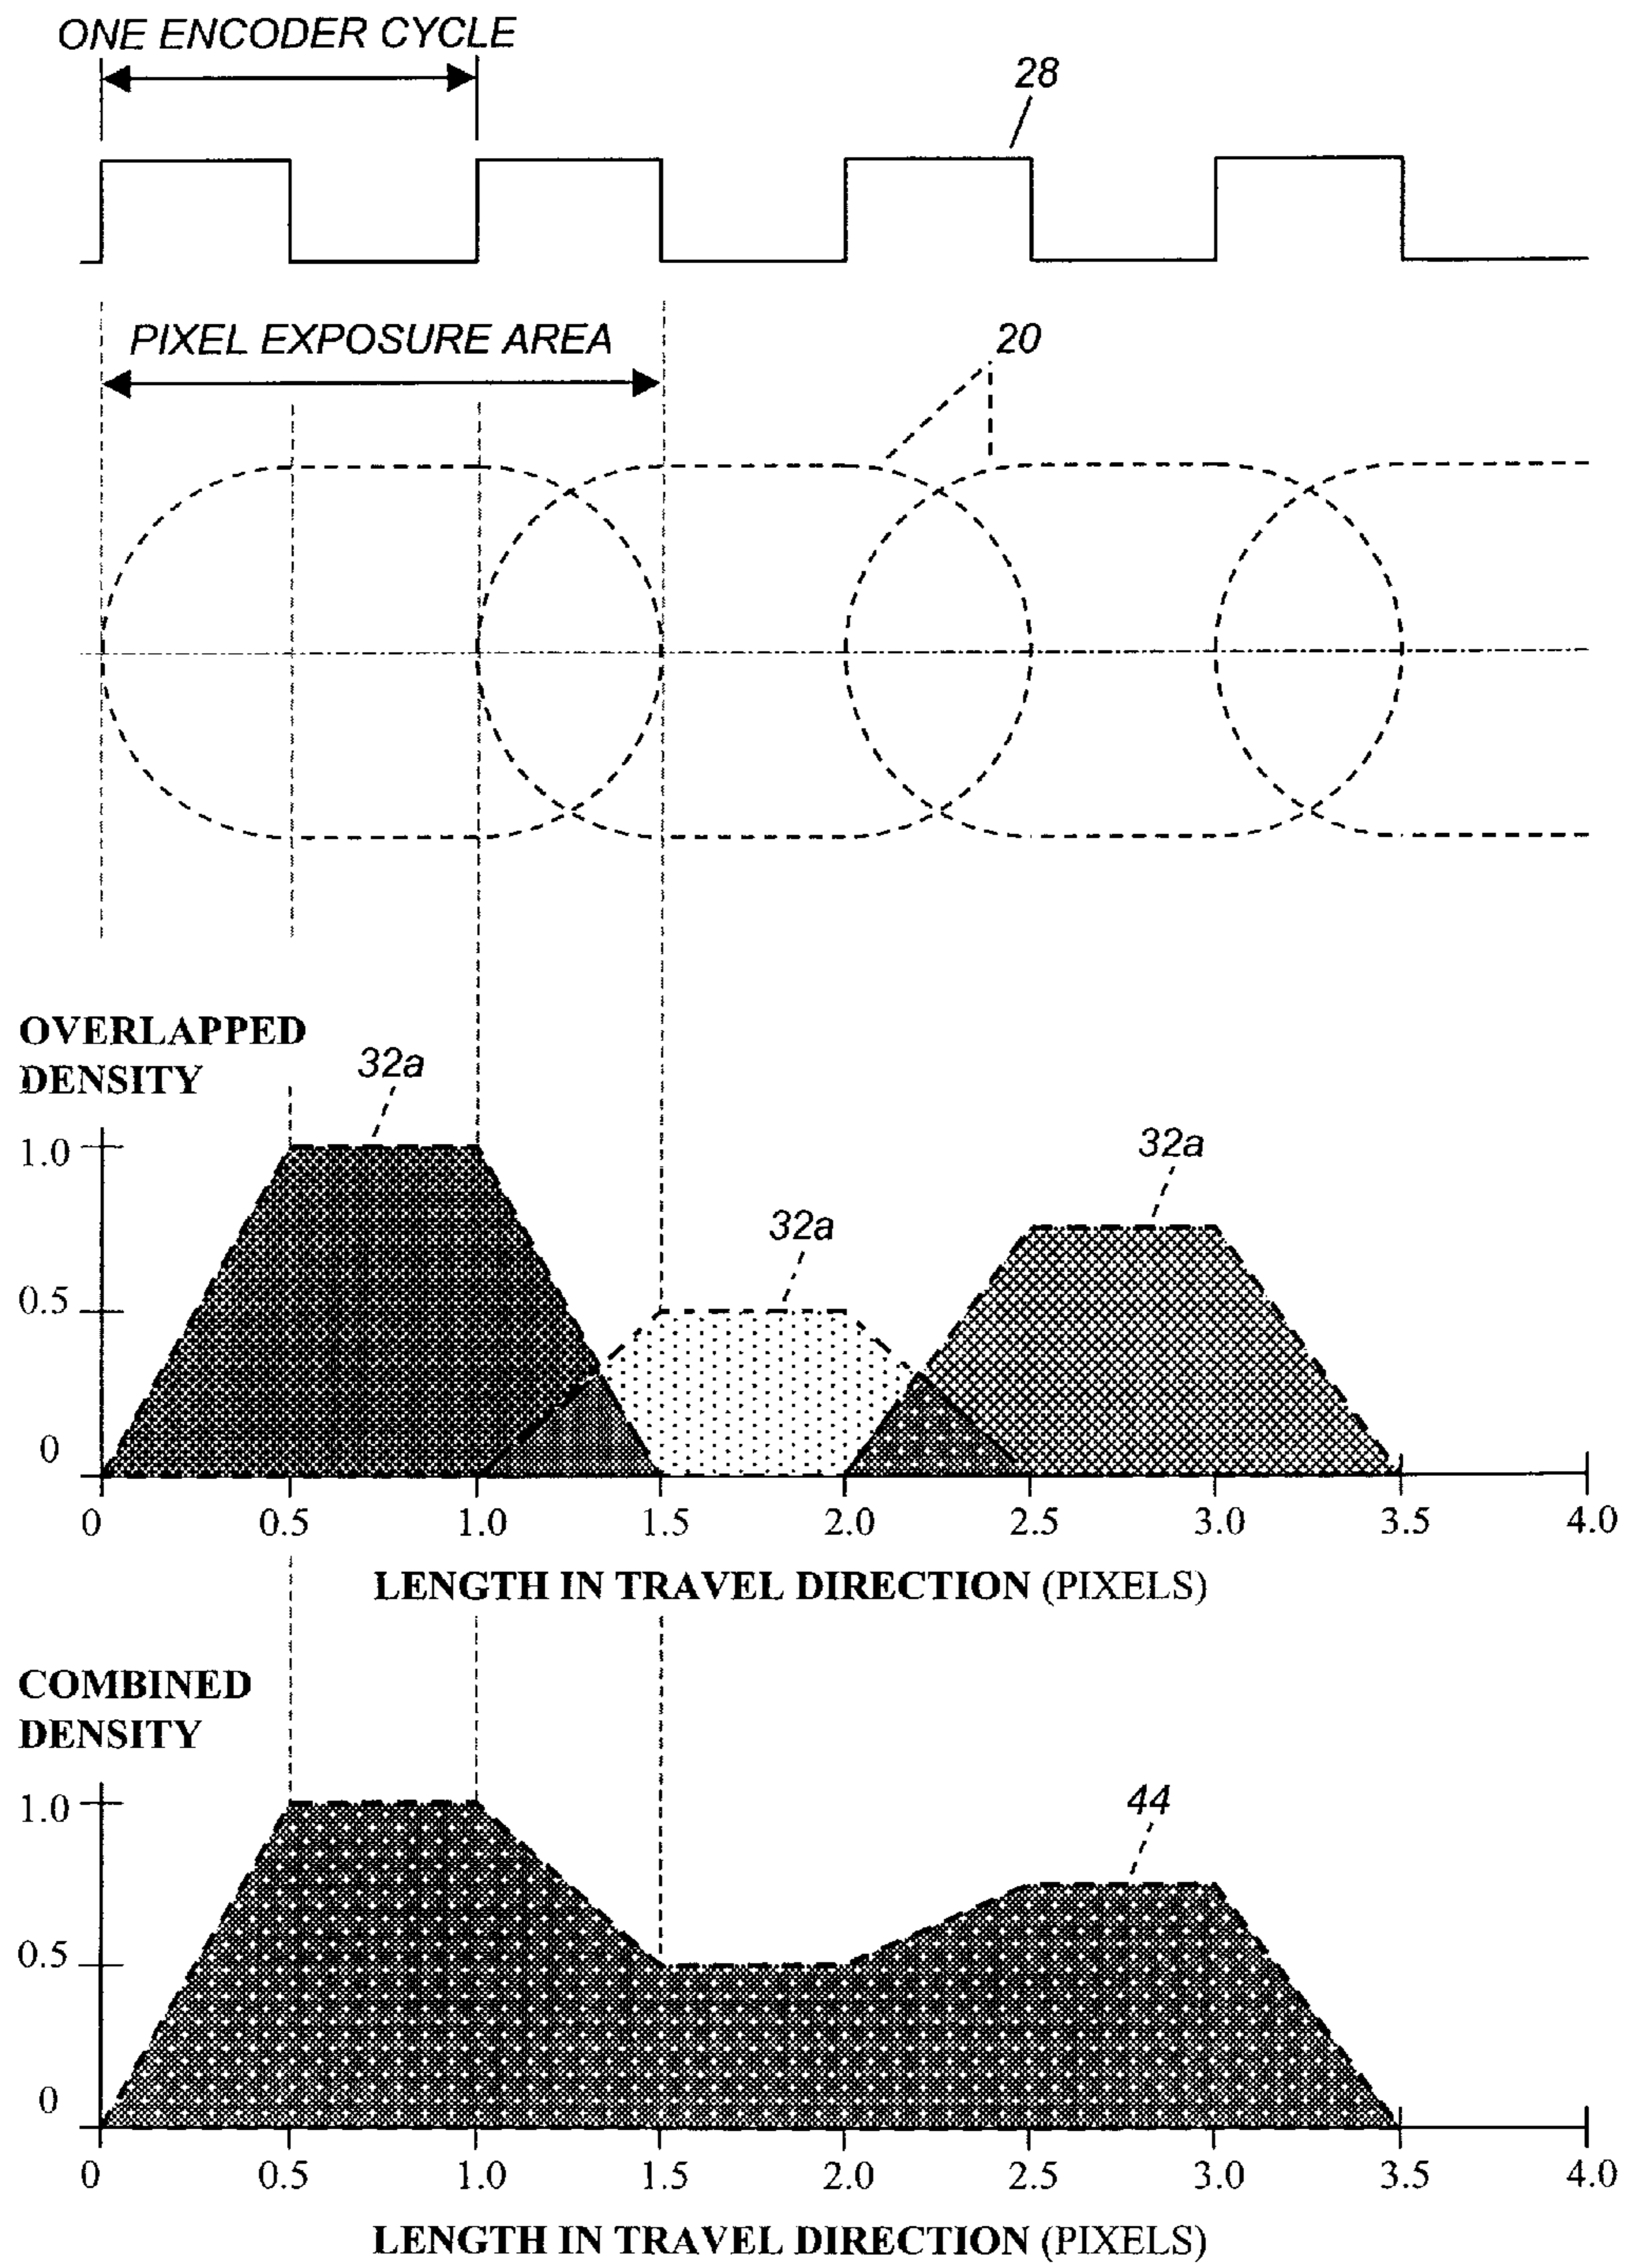 ONE ENCODER CYCLE
28
PIXEL EXPOSURE AREA
20
OVERLAPPED
DENSITY
32a
32a
32a
1.0
0.5
0
0 0.5 1.0 1.5 2.0 2.5 3.0 3.5 4.0
LENGTH IN TRAVEL DIRECTION (PIXELS)
COMBINED
DENSITY
44
1.0
0.5
0
0 0.5 1.0 1.5 2.0 2.5 3.0 3.5 4.0
LENGTH IN TRAVEL DIRECTION (PIXELS)